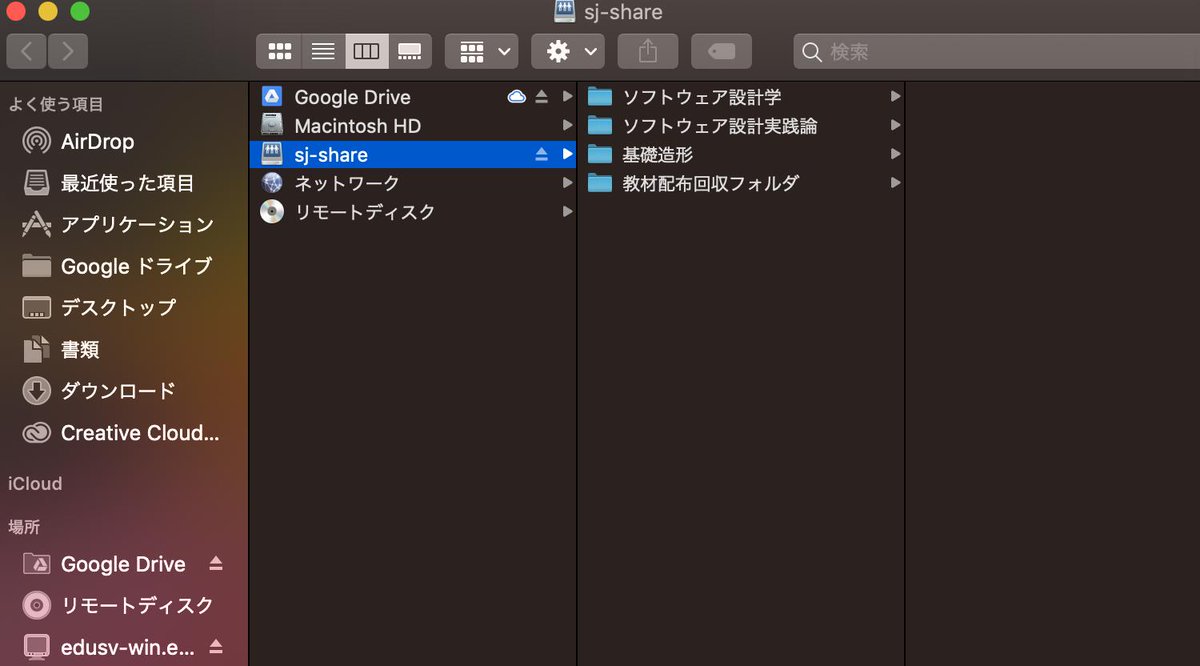 sj-share
検索
よく使う項目
AirDrop
最近使った項目
アプリケーション
Google ドライブ
デスクトップ
書類
ダウンロード
Creative Cloud...
iCloud
場所
Google Drive
リモートディスク
edusv-win.e...
Google Drive
Macintosh HD
sj-share
ネットワーク
リモートディスク
ソフトウェア設計学
ソフトウェア設計実践論
基礎造形
教材配布回収フォルダ